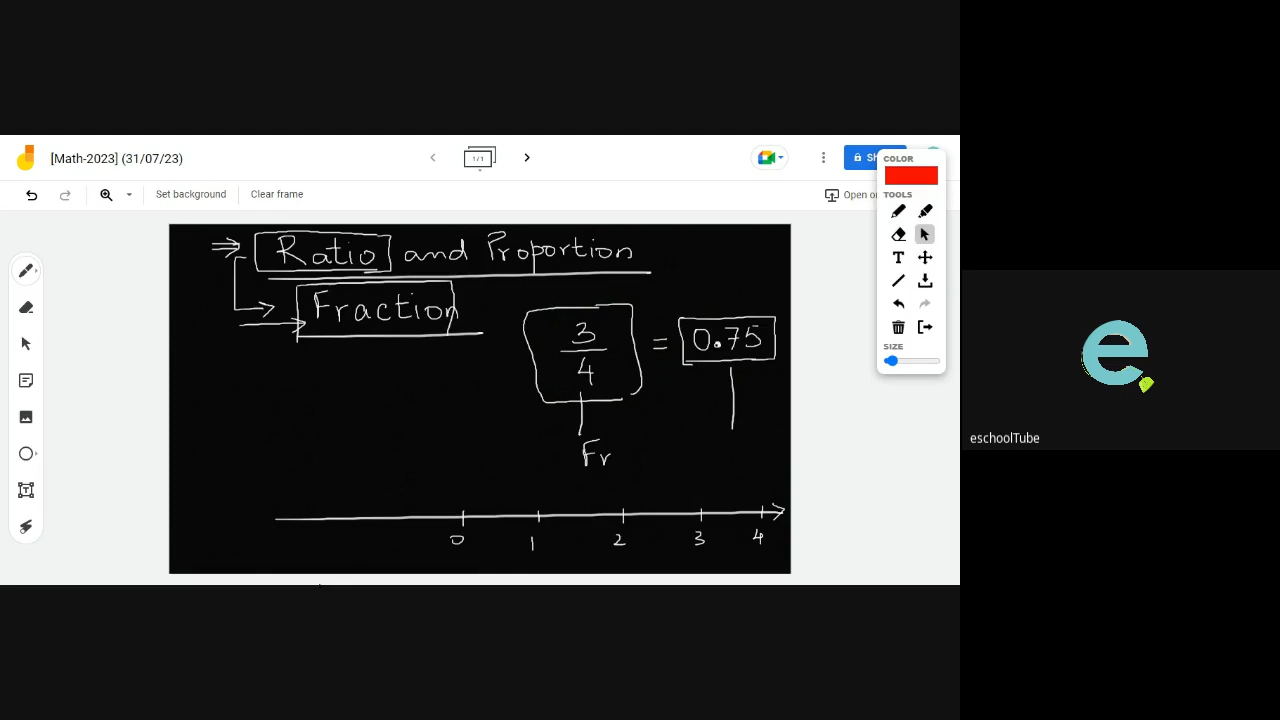 [Math-2023] (31/07/23)
1/1
Sh
Set background
Clear frame
Open o
COLOR
TOOLS
SIZE
⇒ Ratio and Proportion
Fraction
3/4 = 0.75
Fr
0 1 2 3 4
eschoolTube